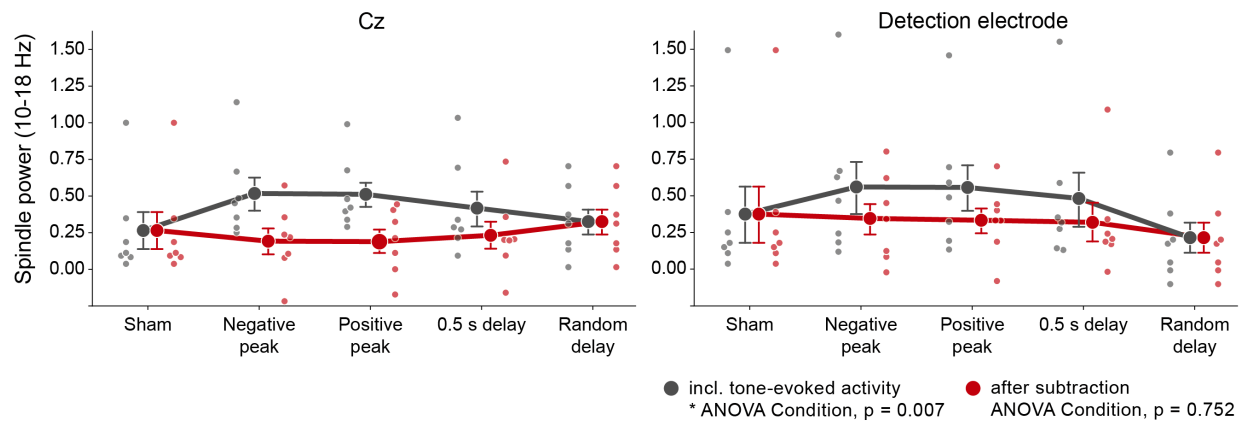 Cz
Detection electrode
Spindle power (10-18 Hz)
1.50
1.25
1.00
0.75
0.50
0.25
0.00
1.50
1.25
1.00
0.75
0.50
0.25
0.00
Sham
Negative
peak
Positive
peak
0.5 s delay
Random
delay
Sham
Negative
peak
Positive
peak
0.5 s delay
Random
delay
incl. tone-evoked activity
* ANOVA Condition, p = 0.007
after subtraction
ANOVA Condition, p = 0.752